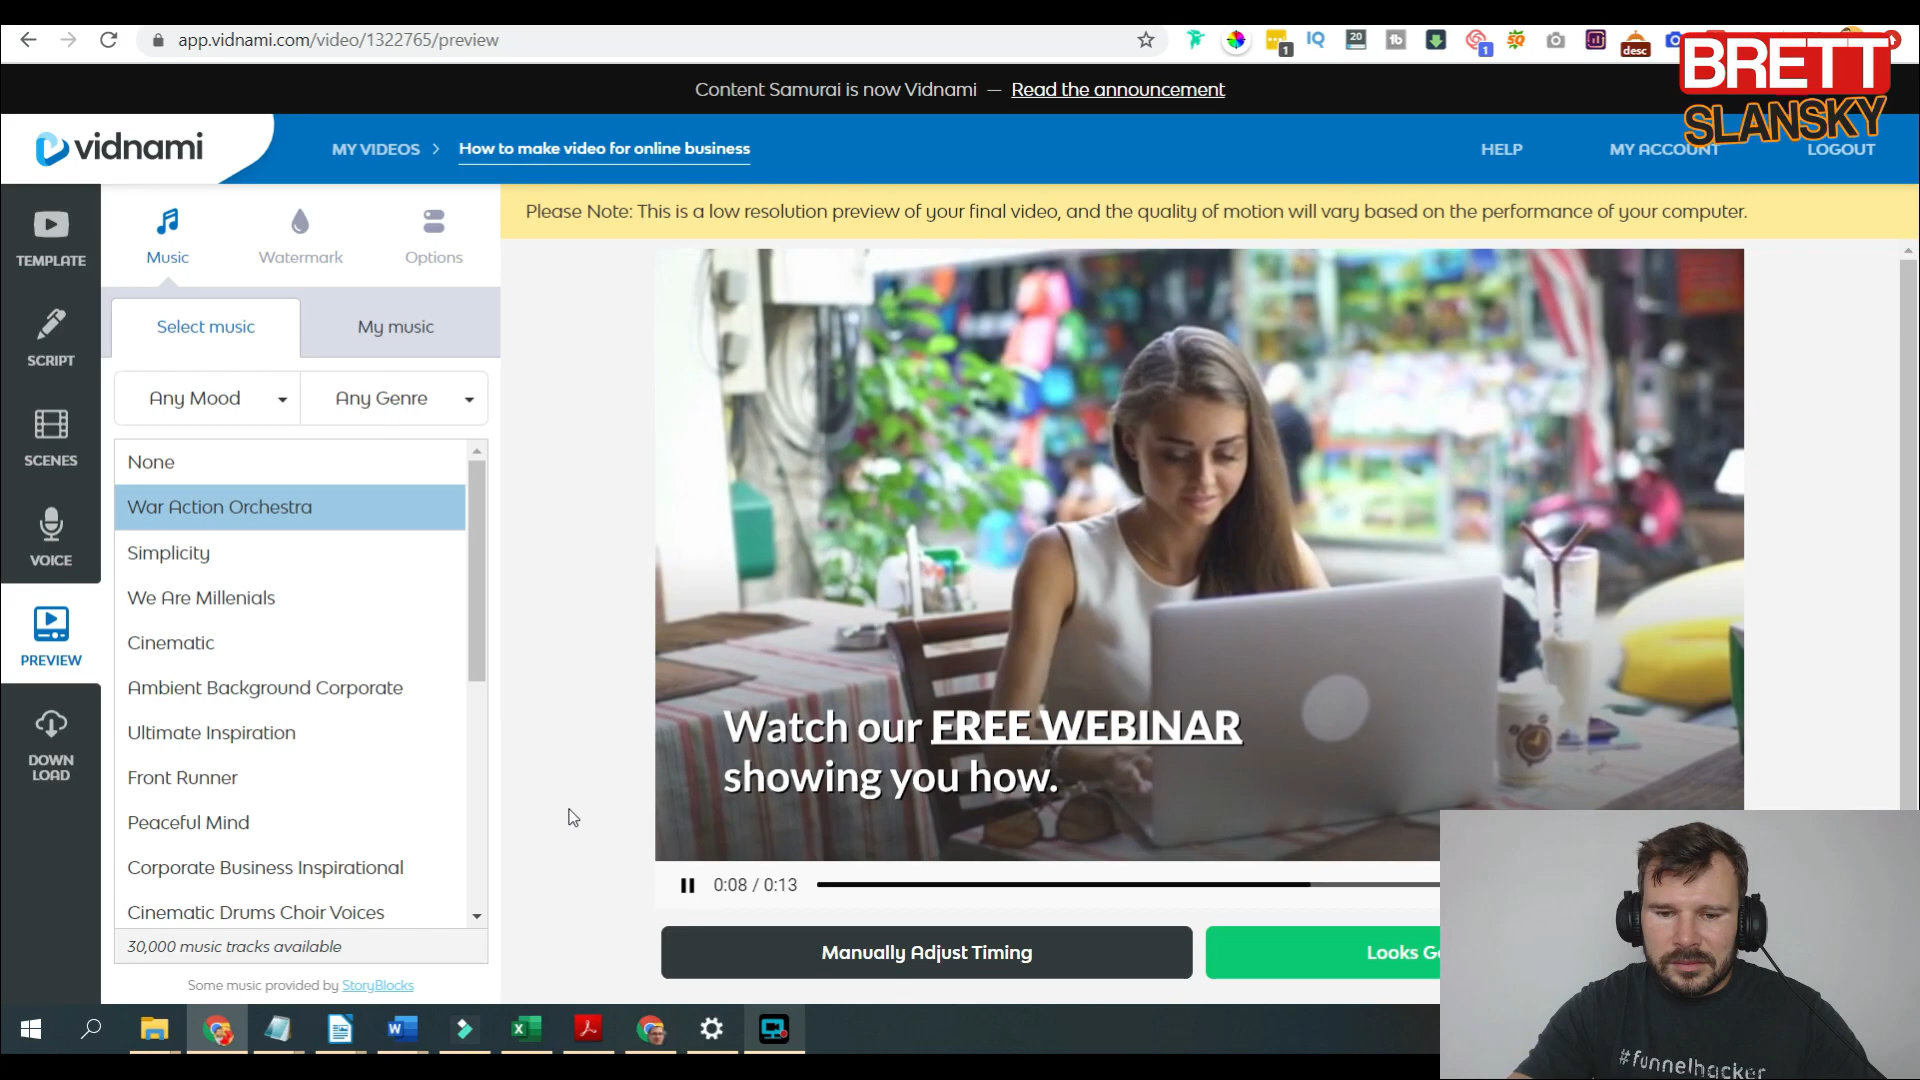 app.vidnami.com/video/1322765/preview
1
20
1
desc
BRETT
SLANSKY
Content Samurai is now Vidnami — Read the announcement
vidnami
MY VIDEOS > How to make video for online business
HELP
MY ACCOUNT
LOGOUT
TEMPLATE
SCRIPT
SCENES
VOICE
PREVIEW
DOWN
LOAD
Music
Watermark
Options
Please Note: This is a low resolution preview of your final video, and the quality of motion will vary based on the performance of your computer.
Select music
My music
Any Mood
Any Genre
None
War Action Orchestra
Simplicity
We Are Millenials
Cinematic
Ambient Background Corporate
Ultimate Inspiration
Front Runner
Peaceful Mind
Corporate Business Inspirational
Cinematic Drums Choir Voices
30,000 music tracks available
Some music provided by StoryBlocks
Watch our FREE WEBINAR
showing you how.
0:08 / 0:13
Manually Adjust Timing
Looks
#funnelhacker